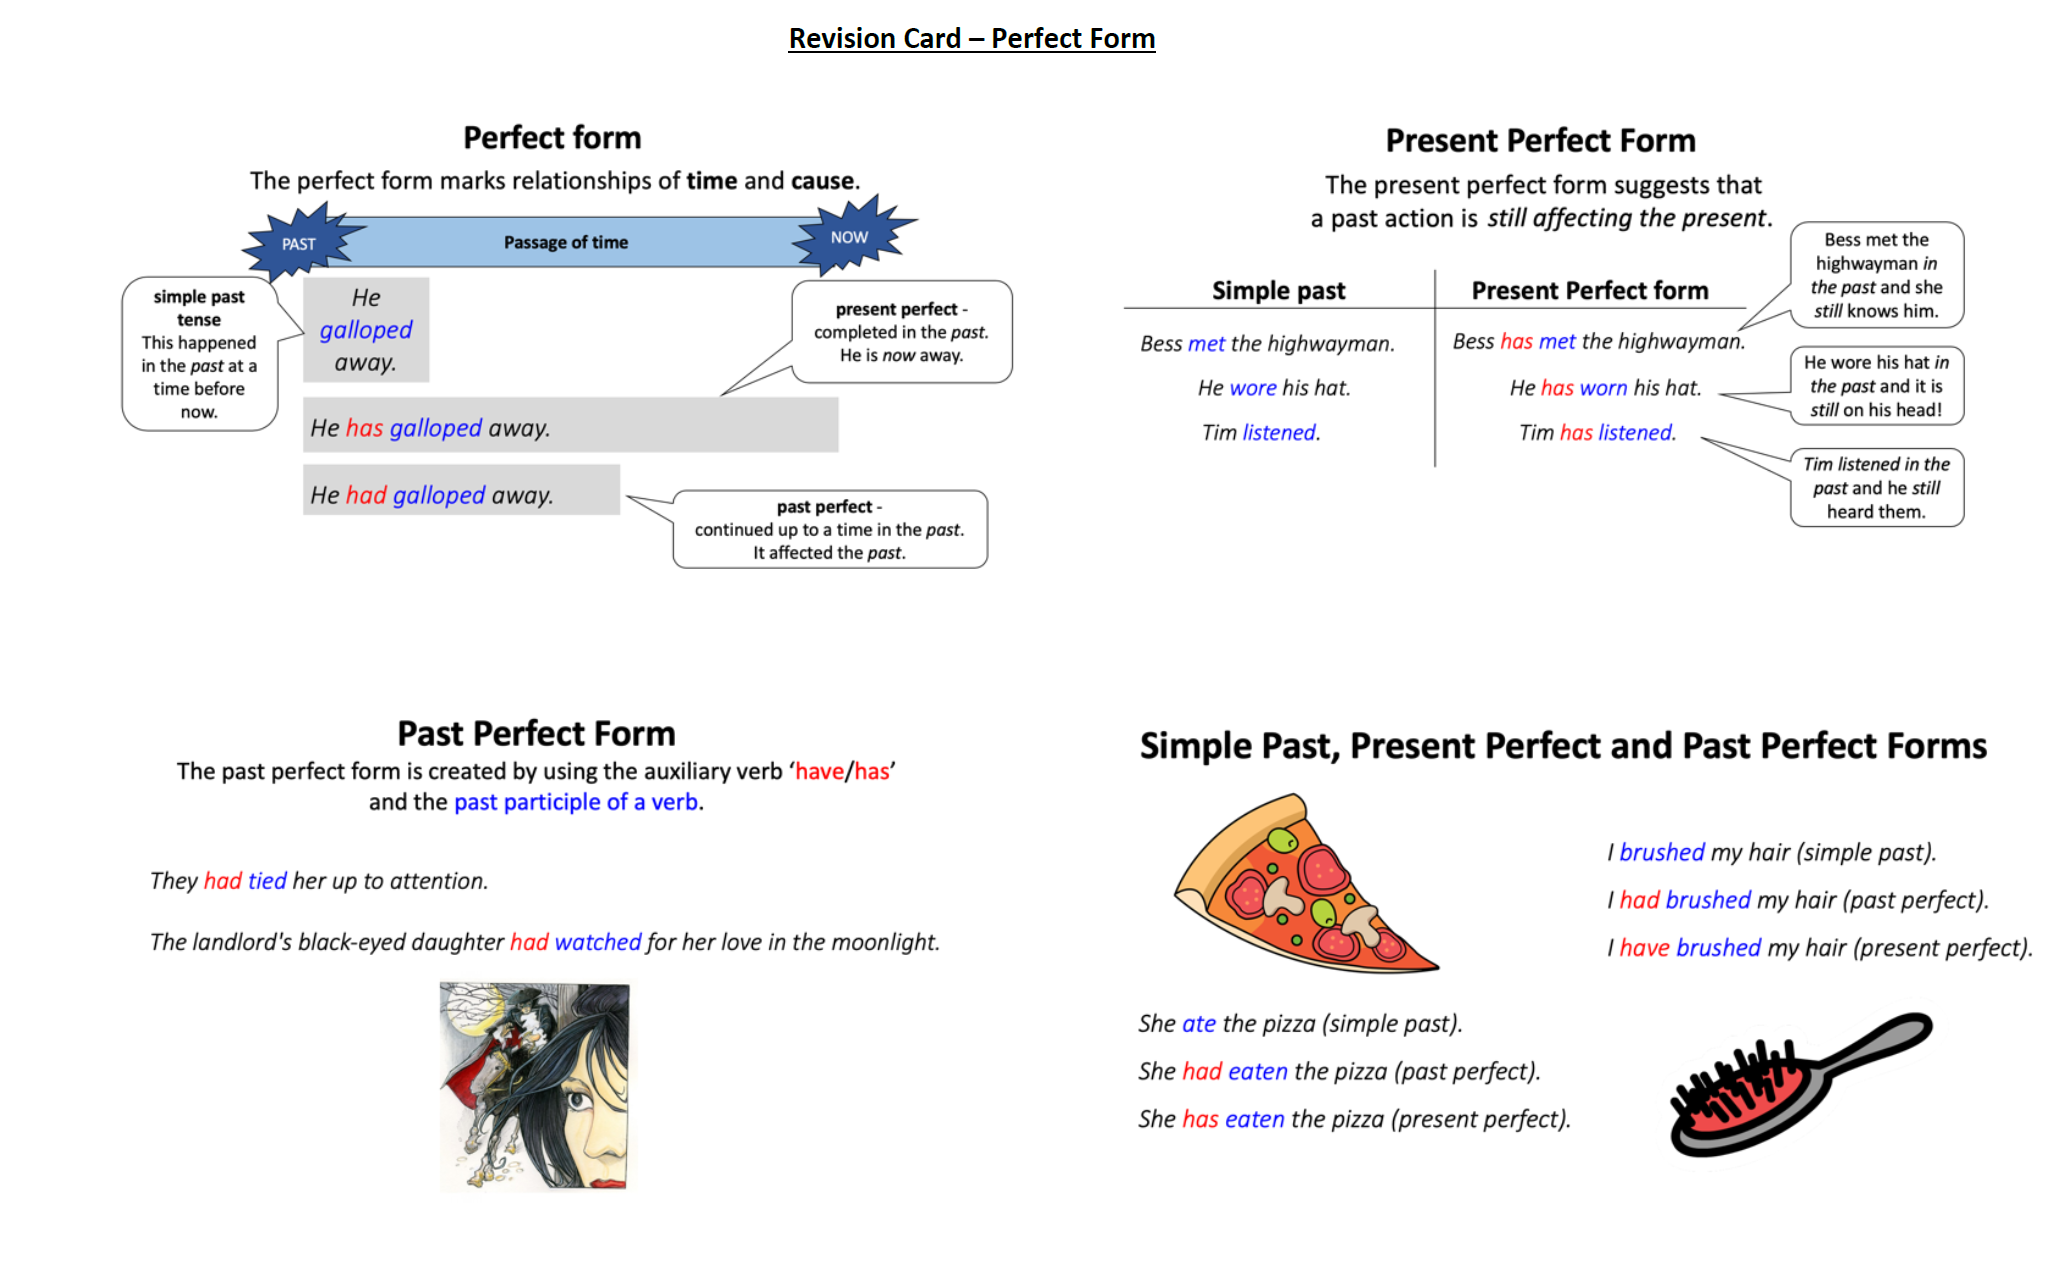 Revision Card – Perfect Form
Perfect form
The perfect form marks relationships of time and cause.
PAST
Passage of time
NOW
simple past
tense
This happened
in the past at a
time before
now.
He
galloped
away.
present perfect -
completed in the past.
He is now away.
He has galloped away.
He had galloped away.
past perfect -
continued up to a time in the past.
It affected the past.
Present Perfect Form
The present perfect form suggests that
a past action is still affecting the present.
Simple past
Present Perfect form
Bess met the highwayman.
Bess has met the highwayman.
He wore his hat.
He has worn his hat.
Tim listened.
Tim has listened.
Bess met the
highwayman in
the past and she
still knows him.
He wore his hat in
the past and it is
still on his head!
Tim listened in the
past and he still
heard them.
Past Perfect Form
The past perfect form is created by using the auxiliary verb ‘have/has’
and the past participle of a verb.
They had tied her up to attention.
The landlord's black-eyed daughter had watched for her love in the moonlight.
Simple Past, Present Perfect and Past Perfect Forms
I brushed my hair (simple past).
I had brushed my hair (past perfect).
I have brushed my hair (present perfect).
She ate the pizza (simple past).
She had eaten the pizza (past perfect).
She has eaten the pizza (present perfect).